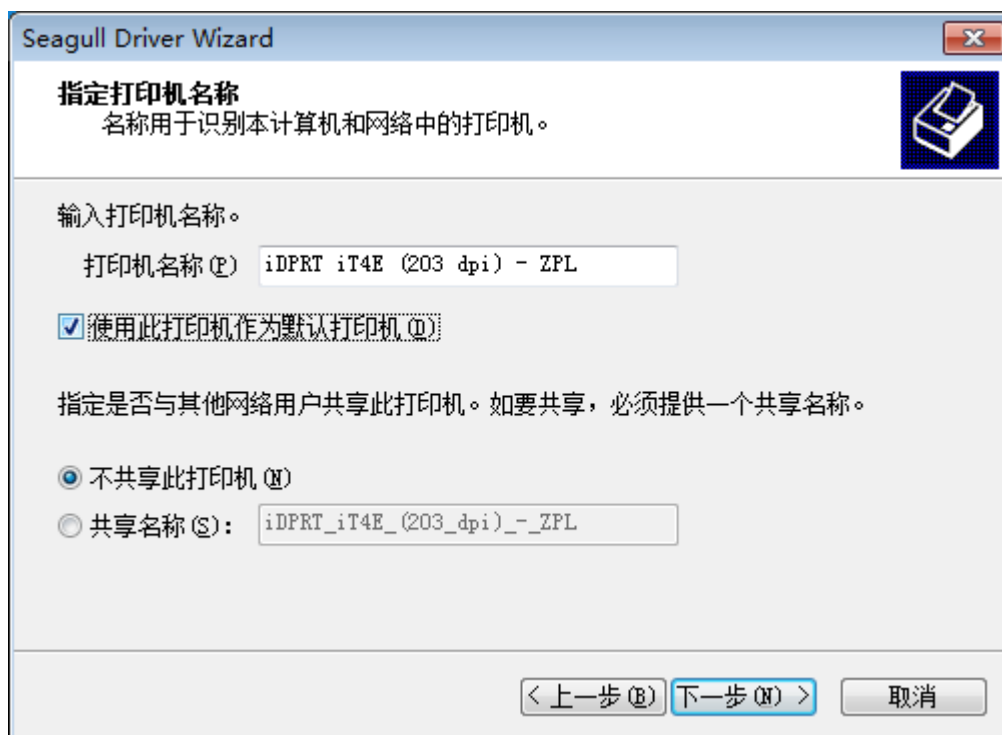 Seagull Driver Wizard
指定打印机名称
名称用于识别本计算机和网络中的打印机。
输入打印机名称。
打印机名称(P) iDPRT iT4E (203 dpi) - ZPL
使用此打印机作为默认打印机(D)
指定是否与其他网络用户共享此打印机。如要共享，必须提供一个共享名称。
不共享此打印机(N)
共享名称(S): iDPRT_iT4E_(203_dpi)_-_ZPL
< 上一步(B) 下一步(N) > 取消